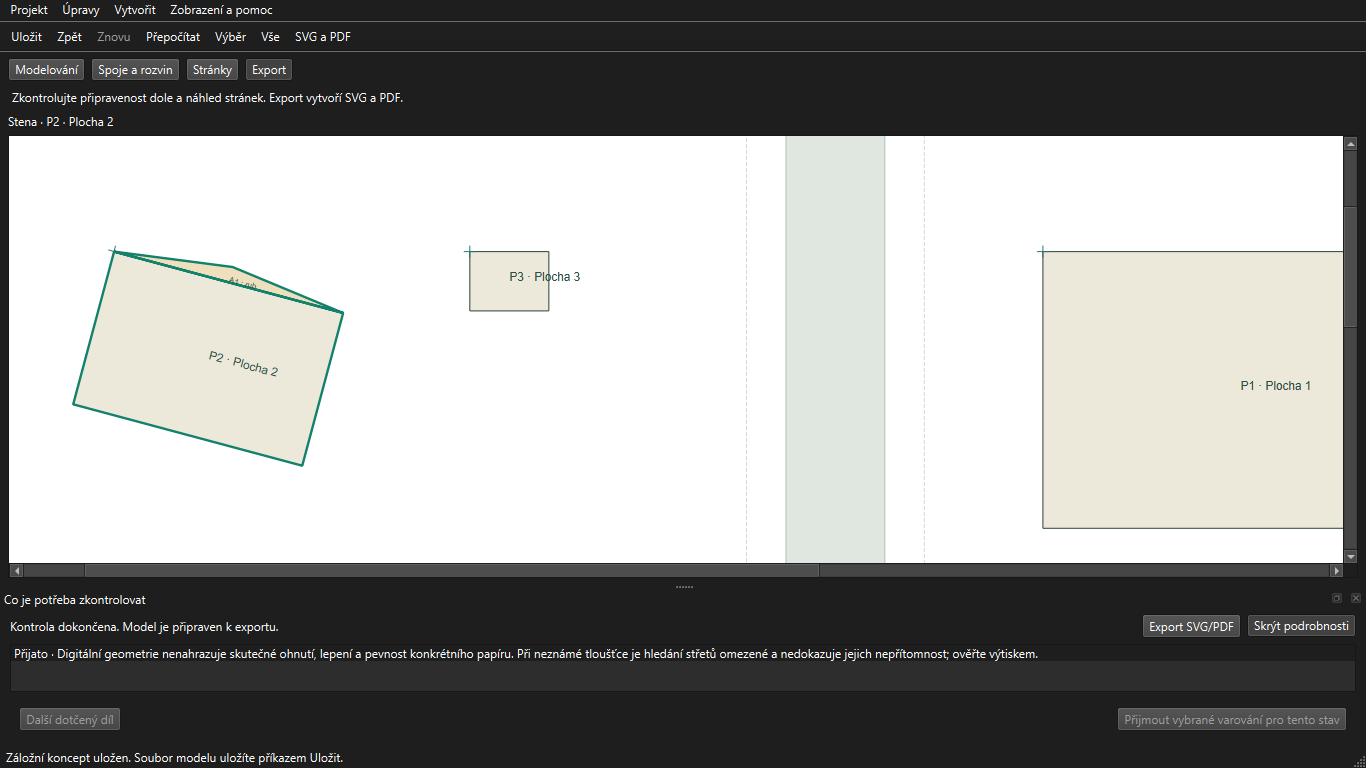 Projekt Úpravy Vytvořit Zobrazení a pomoc
Uložit Zpět Znovu Přepočítat Výběr Vše SVG a PDF
Modelování Spoje a rozvin Stránky Export
Zkontrolujte připravenost dole a náhled stránek. Export vytvoří SVG a PDF.
Stena · P2 · Plocha 2
P3 · Plocha 3
P2 · Plocha 2
P1 · Plocha 1
Co je potřeba zkontrolovat
Kontrola dokončena. Model je připraven k exportu.
Export SVG/PDF Skrýt podrobnosti
Přijato · Digitální geometrie nenahrazuje skutečné ohnutí, lepení a pevnost konkrétního papíru. Při neznámé tloušťce je hledání střetů omezené a nedokazuje jejich nepřítomnost; ověřte výtiskem.
Další dotčený díl Přijmout vybrané varování pro tento stav
Záložní koncept uložen. Soubor modelu uložíte příkazem Uložit.